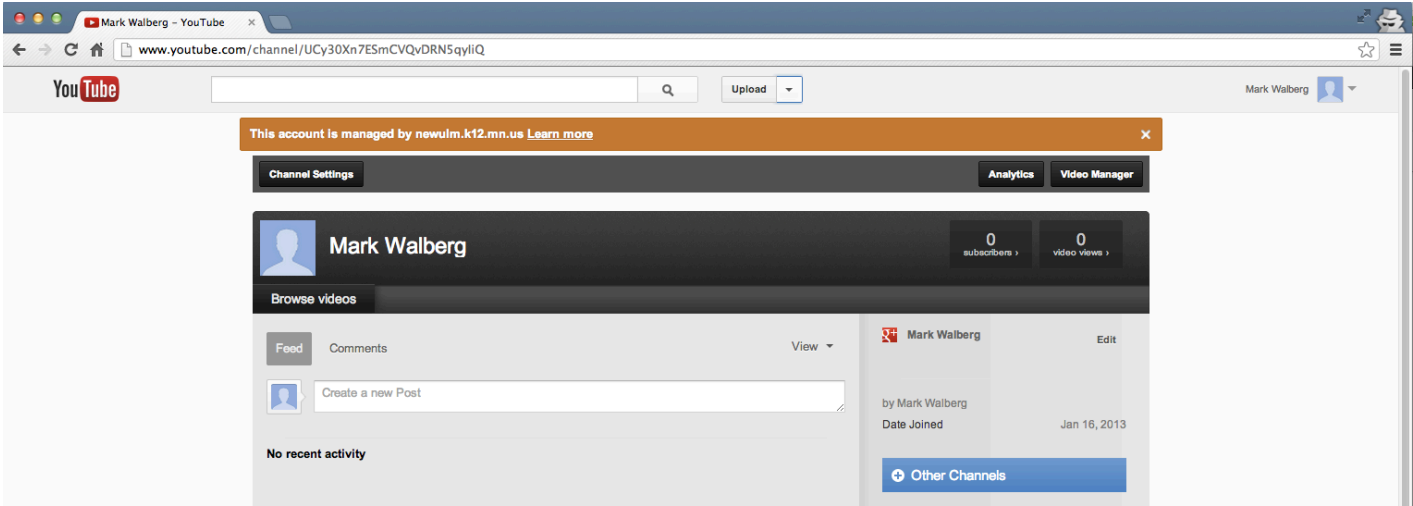 Mark Walberg - YouTube
www.youtube.com/channel/UCy30Xn7ESmCVQvDRN5qyliQ
YouTube
Upload
Mark Walberg
This account is managed by newulm.k12.mn.us Learn more
Channel Settings
Analytics
Video Manager
Mark Walberg
0
subscribers ›
0
video views ›
Browse videos
Feed
Comments
View
Mark Walberg
Edit
Create a new Post
by Mark Walberg
Date Joined
Jan 16, 2013
No recent activity
Other Channels